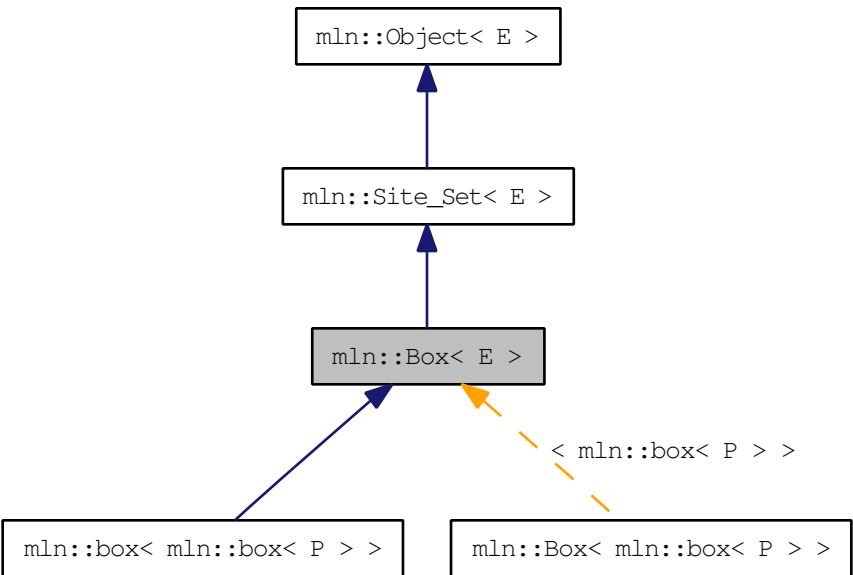 mln::Object< E >
mln::Site_Set< E >
mln::Box< E >
< mln::box< P > >
mln::box< mln::box< P > >
mln::Box< mln::box< P > >